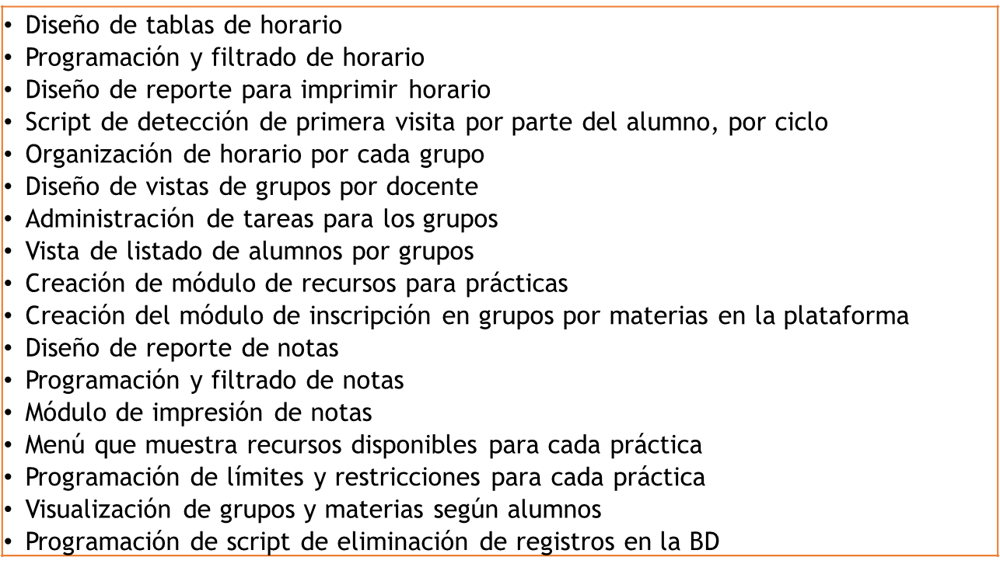 • Diseño de tablas de horario
• Programación y filtrado de horario
• Diseño de reporte para imprimir horario
• Script de detección de primera visita por parte del alumno, por ciclo
• Organización de horario por cada grupo
• Diseño de vistas de grupos por docente
• Administración de tareas para los grupos
• Vista de listado de alumnos por grupos
• Creación de módulo de recursos para prácticas
• Creación del módulo de inscripción en grupos por materias en la plataforma
• Diseño de reporte de notas
• Programación y filtrado de notas
• Módulo de impresión de notas
• Menú que muestra recursos disponibles para cada práctica
• Programación de límites y restricciones para cada práctica
• Visualización de grupos y materias según alumnos
• Programación de script de eliminación de registros en la BD